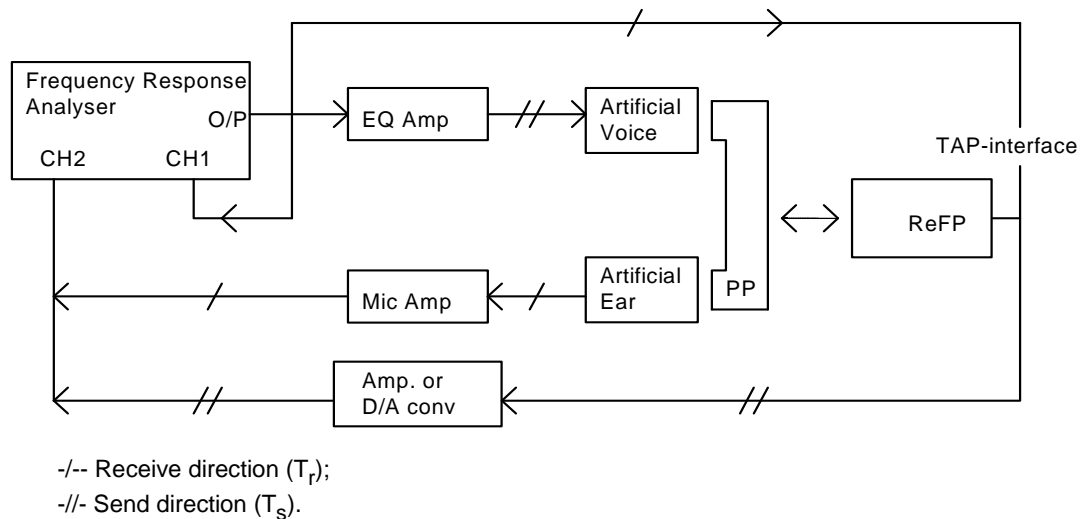 Frequency Response
Analyser
O/P
CH2 CH1
EQ Amp
Artificial
Voice
TAP-interface
ReFP
PP
Mic Amp
Artificial
Ear
Amp. or
D/A conv
-/-- Receive direction (Tr);
-//- Send direction (Ts).